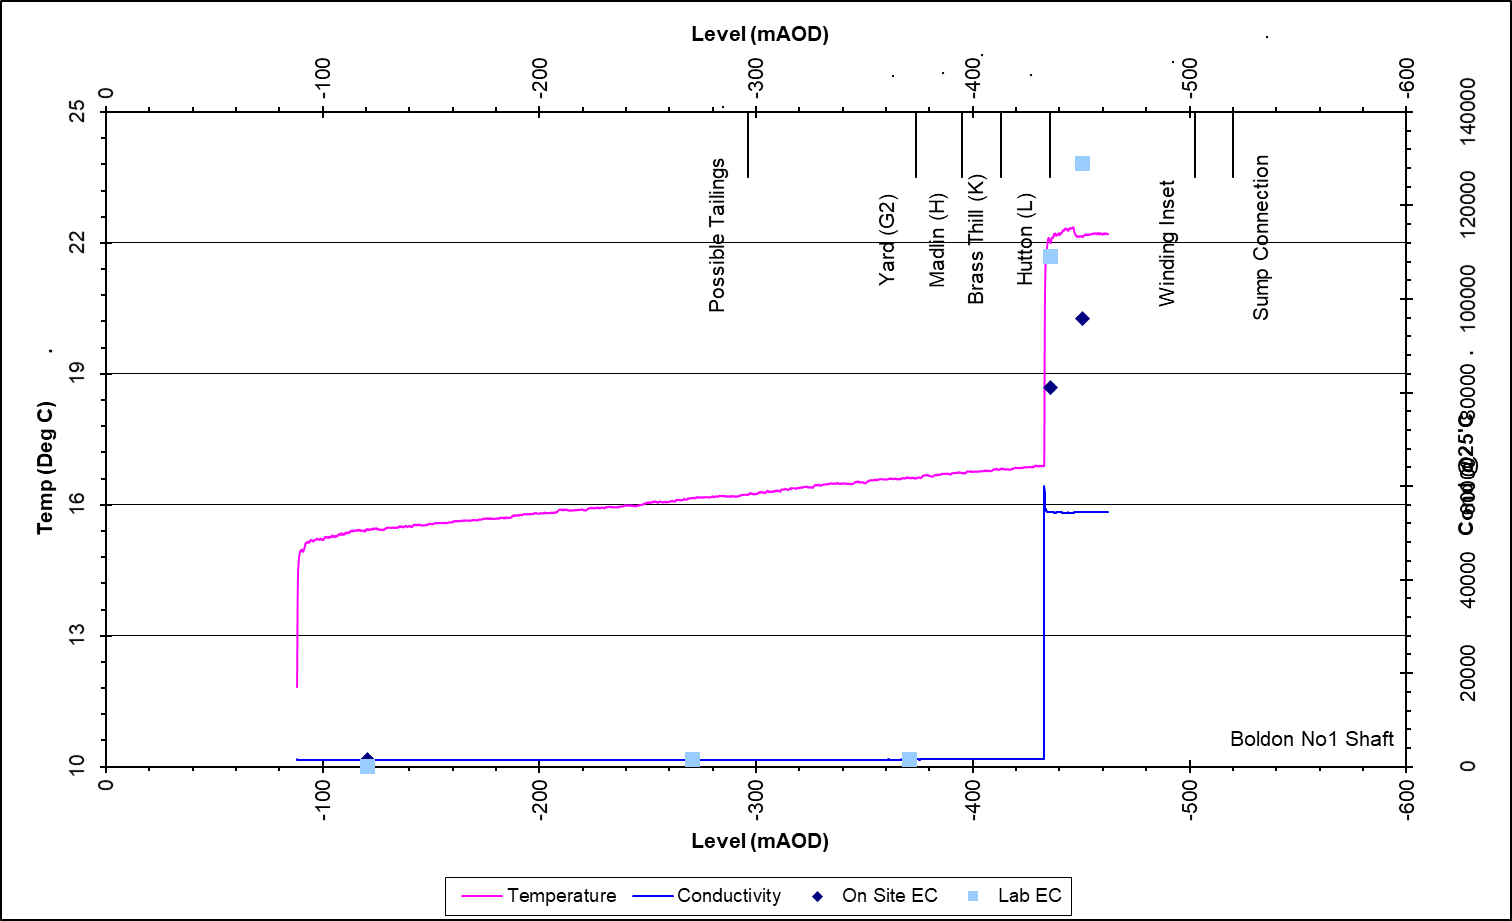 Level (mAOD)
0
-100
-200
-300
-400
-500
-600
25
22
19
16
13
10
Temp (Deg C)
140000
120000
100000
80000
60000
40000
20000
0
Possible Tailings
Yard (G2)
Madlin (H)
Brass Thill (K)
Hutton (L)
Winding Inset
Sump Connection
Boldon No1 Shaft
0
-100
-200
-300
-400
-500
-600
Level (mAOD)
Temperature
Conductivity
On Site EC
Lab EC